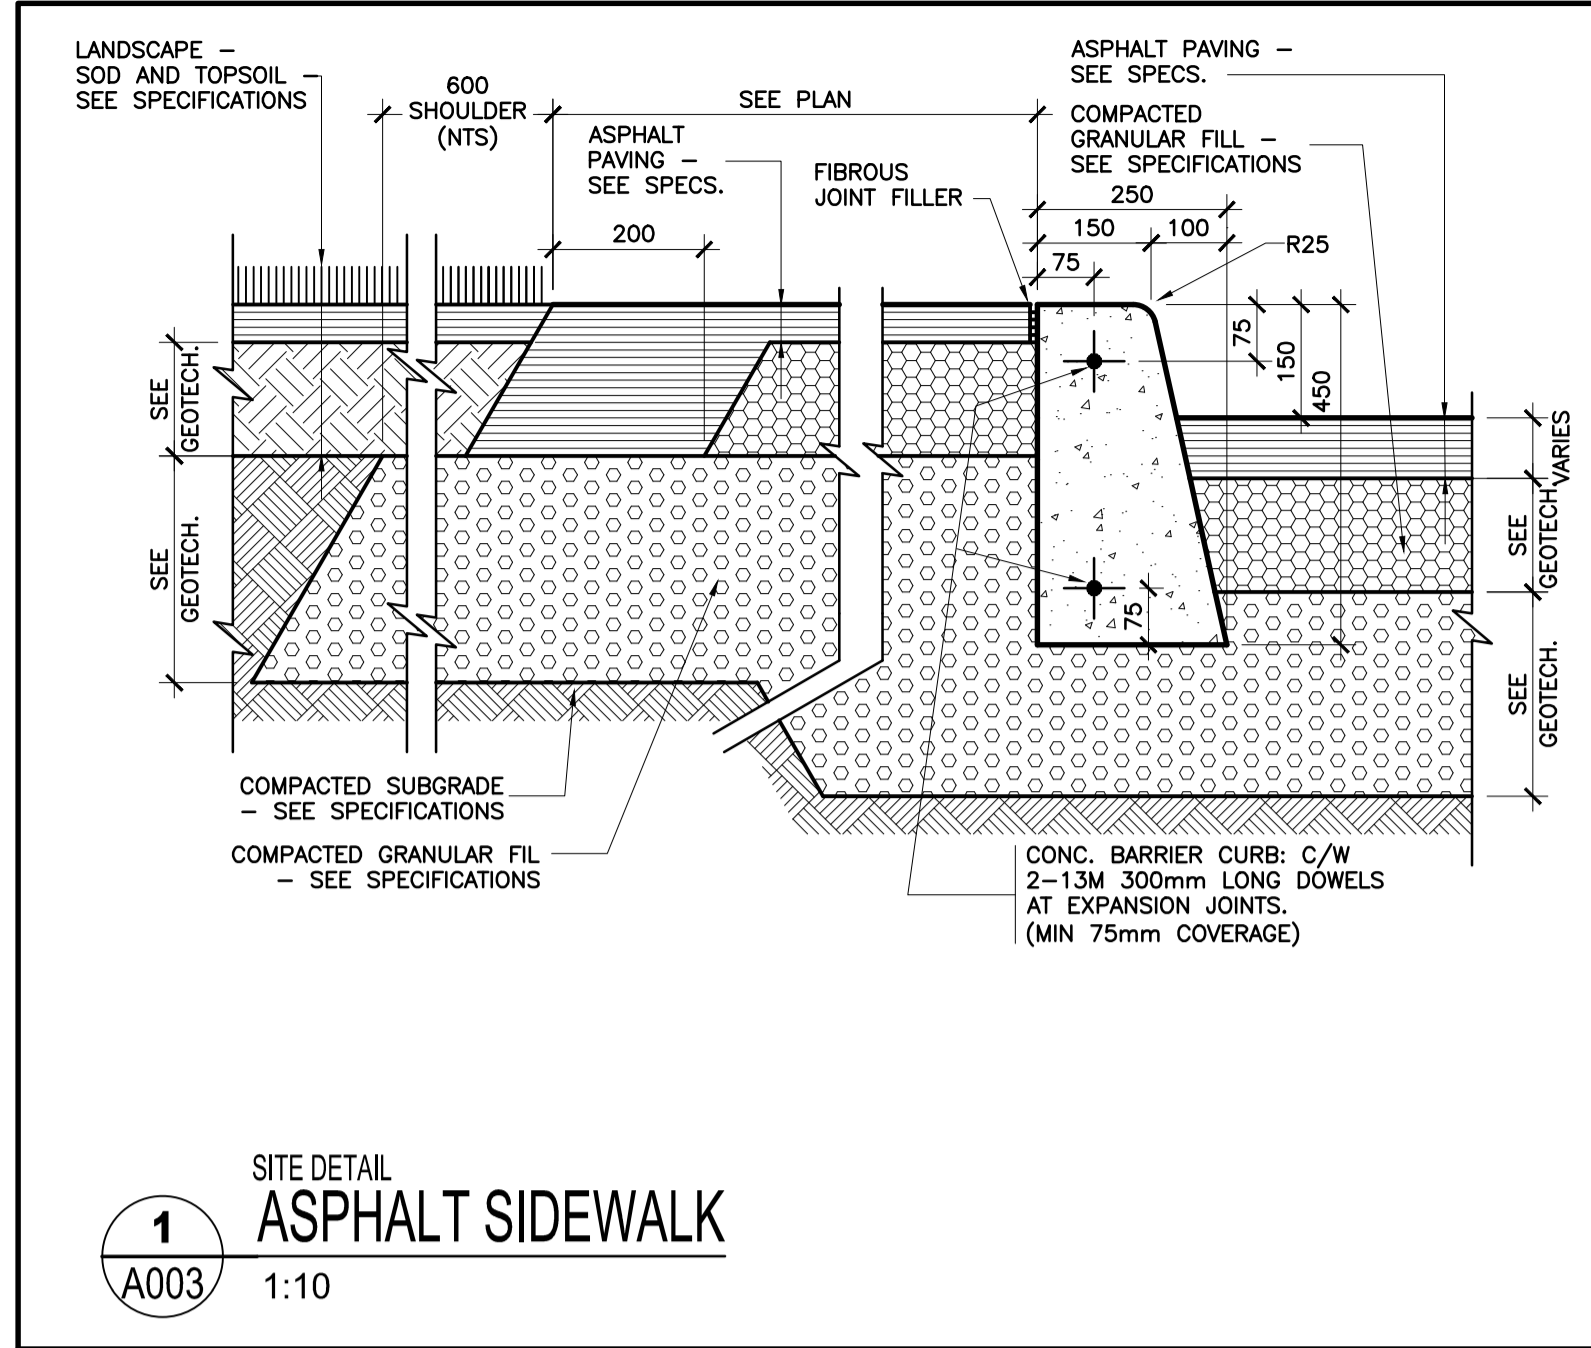 LANDSCAPE –
SOD AND TOPSOIL –
SEE SPECIFICATIONS
600
SHOULDER
(NTS)
SEE PLAN
ASPHALT
PAVING –
SEE SPECS.
FIBROUS
JOINT FILLER
ASPHALT PAVING –
SEE SPECS.
COMPACTED
GRANULAR FILL –
SEE SPECIFICATIONS
250
150
100
75
R25
200
75
150
450
75
SEE
GEOTECH.
SEE
GEOTECH.
VARIES
SEE
GEOTECH.
SEE
GEOTECH.
COMPACTED SUBGRADE
– SEE SPECIFICATIONS
COMPACTED GRANULAR FIL
– SEE SPECIFICATIONS
CONC. BARRIER CURB: C/W
2–13M 300mm LONG DOWELS
AT EXPANSION JOINTS.
(MIN 75mm COVERAGE)
SITE DETAIL
1
ASPHALT SIDEWALK
A003
1:10